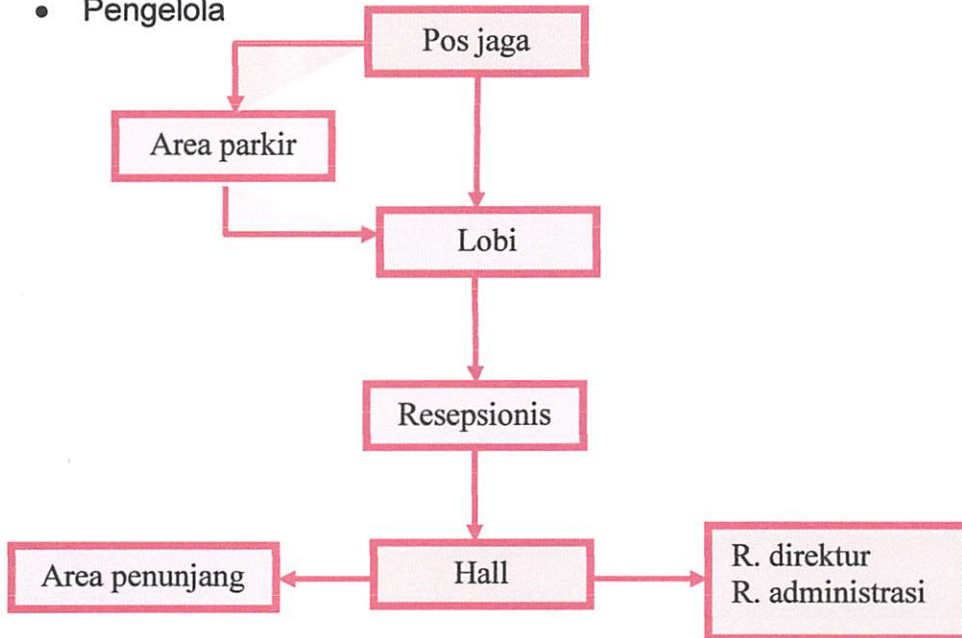 • Pengelola
Pos jaga
Area parkir
Lobi
Resepsionis
Area penunjang
Hall
R. direktur
R. administrasi